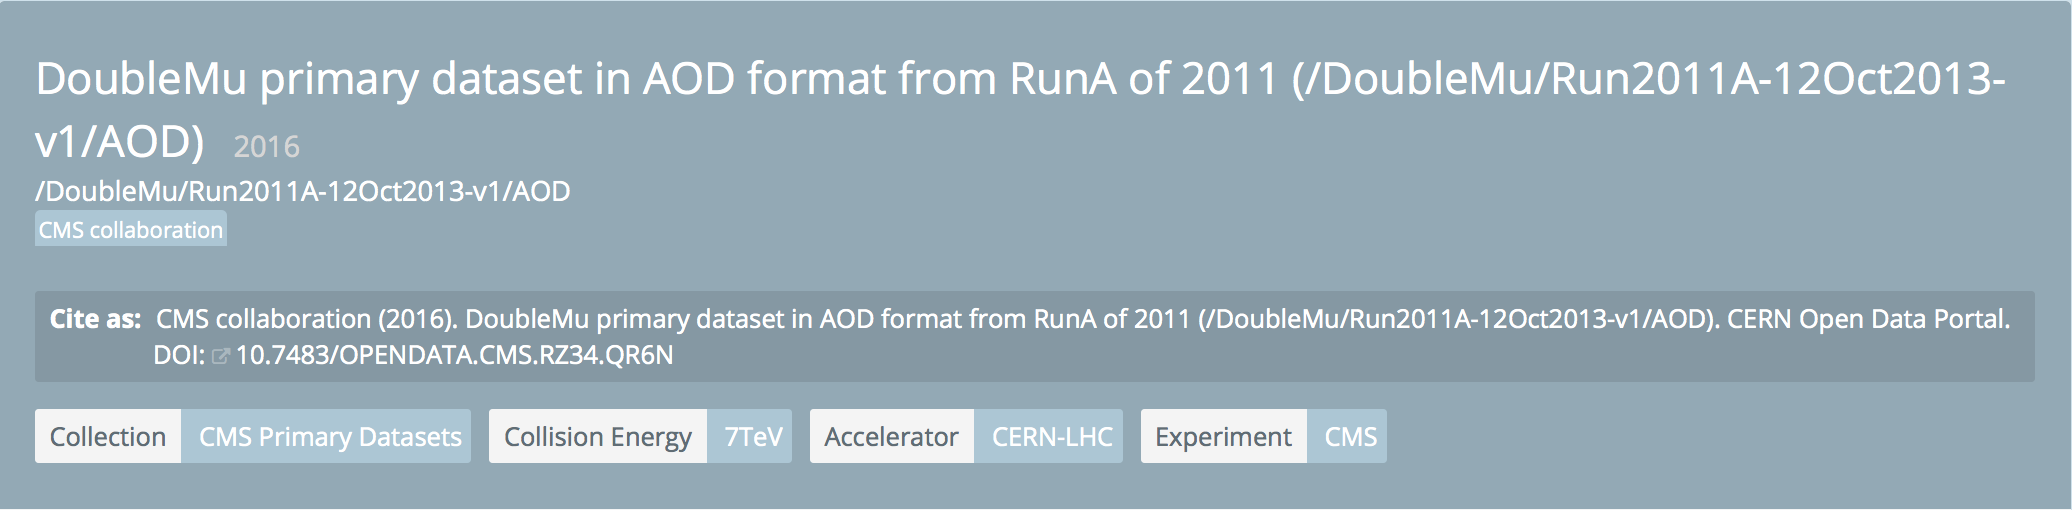 DoubleMu primary dataset in AOD format from RunA of 2011 (/DoubleMu/Run2011A-12Oct2013-
v1/AOD) 2016
/DoubleMu/Run2011A-12Oct2013-v1/AOD
CMS collaboration
Cite as: CMS collaboration (2016). DoubleMu primary dataset in AOD format from RunA of 2011 (/DoubleMu/Run2011A-12Oct2013-v1/AOD). CERN Open Data Portal.
DOI: 10.7483/OPENDATA.CMS.RZ34.QR6N
Collection CMS Primary Datasets Collision Energy 7TeV Accelerator CERN-LHC Experiment CMS